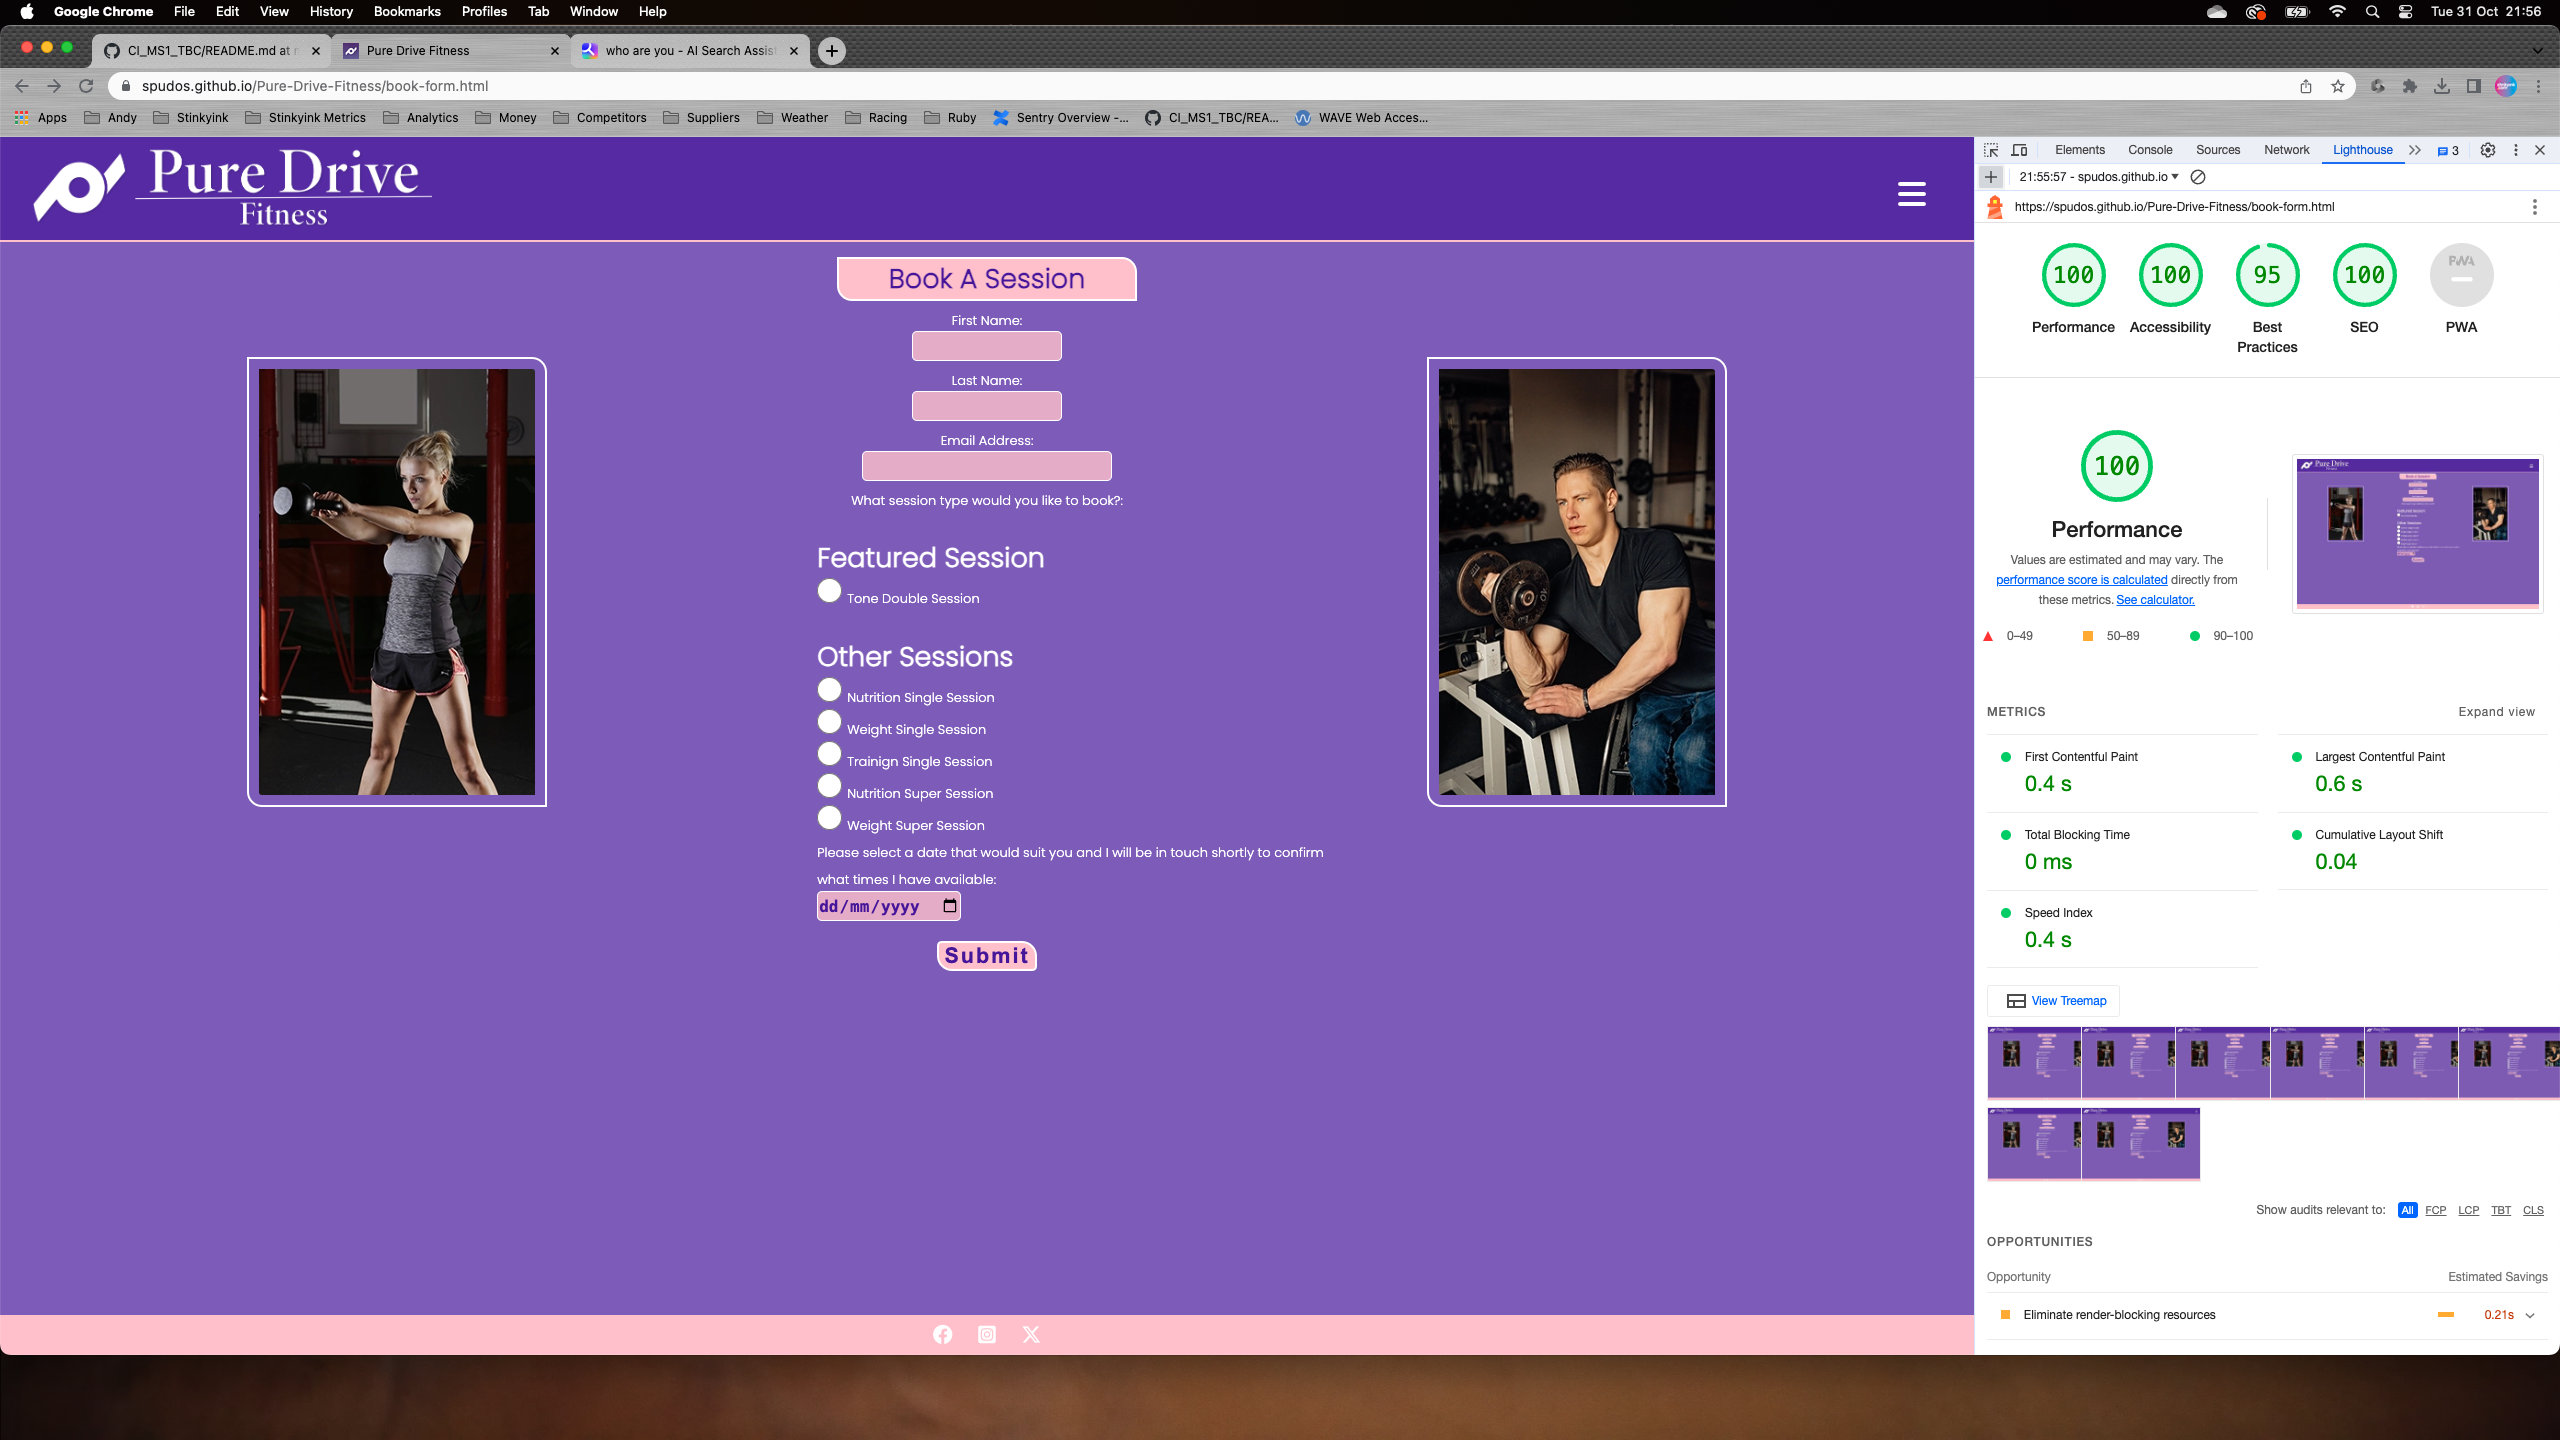 Google Chrome File Edit View History Bookmarks Profiles Tab Window Help Tue 31 Oct 21:56
CI_MS1_TBC/README.md at Pure Drive Fitness who are you - AI Search Assist
spudos.github.io/Pure-Drive-Fitness/book-form.html
Apps Andy Stinkyink Stinkyink Metrics Analytics Money Competitors Suppliers Weather Racing Ruby Sentry Overview -... CI_MS1_TBC/REA... WAVE Web Acces...
Pure Drive
Fitness
Book A Session
First Name:
Last Name:
Email Address:
What session type would you like to book?:
Featured Session
Tone Double Session
Other Sessions
Nutrition Single Session
Weight Single Session
Trainign Single Session
Nutrition Super Session
Weight Super Session
Please select a date that would suit you and I will be in touch shortly to confirm
what times I have available:
dd/mm/yyyy
Submit
Elements Console Sources Network Lighthouse 3
21:55:57 - spudos.github.io
https://spudos.github.io/Pure-Drive-Fitness/book-form.html
100 100 95 100 PWA
Performance Accessibility Best Practices SEO PWA
100
Performance
Values are estimated and may vary. The
performance score is calculated directly from
these metrics. See calculator.
0–49 50–89 90–100
METRICS Expand view
First Contentful Paint Largest Contentful Paint
0.4 s 0.6 s
Total Blocking Time Cumulative Layout Shift
0 ms 0.04
Speed Index
0.4 s
View Treemap
Show audits relevant to: All FCP LCP TBT CLS
OPPORTUNITIES
Opportunity Estimated Savings
Eliminate render-blocking resources 0.21s